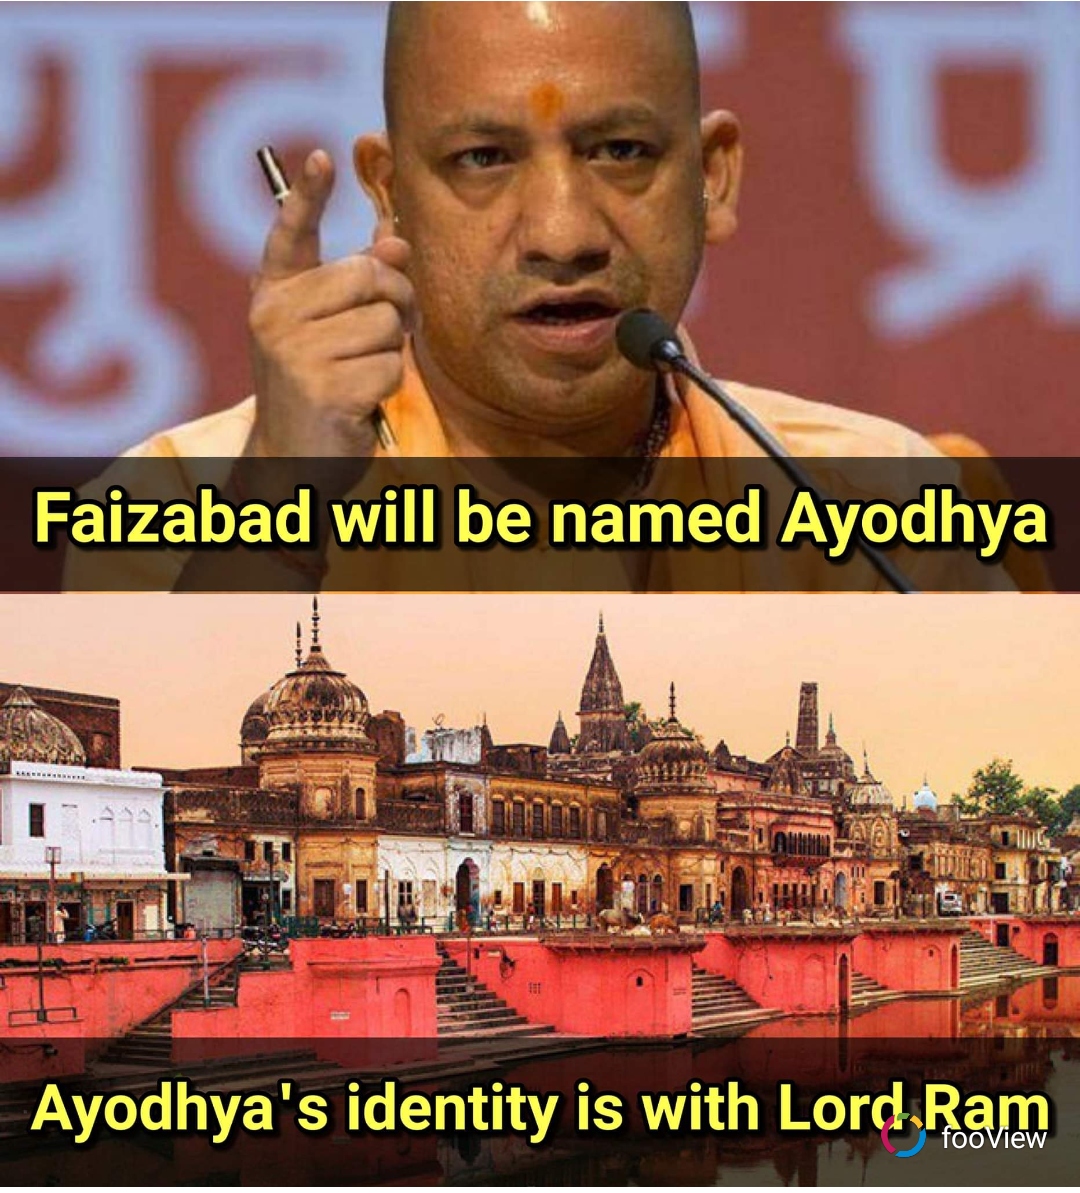 यु
प्र
Faizabad will be named Ayodhya
Ayodhya's identity is with Lord Ram
fooView